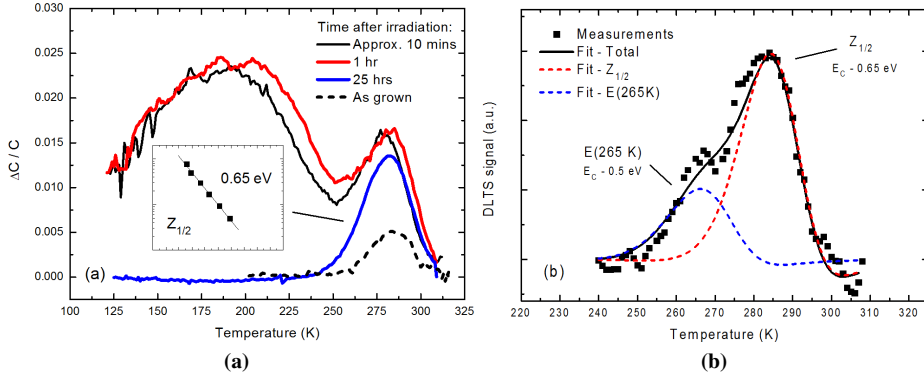 (a)
Time after irradiation:
Approx. 10 mins
1 hr
25 hrs
As grown
0.030
0.025
0.020
0.015
0.010
0.005
0.000
ΔC / C
0.65 eV
Z1/2
(a)
100 125 150 175 200 225 250 275 300 325
Temperature (K)
(a)
Measurements
Fit - Total
Fit - Z1/2
Fit - E(265K)
Z1/2
EC - 0.65 eV
E(265 K)
EC - 0.5 eV
DLTS signal (a.u.)
(b)
220 230 240 250 260 270 280 290 300 310 320
Temperature (K)
(b)